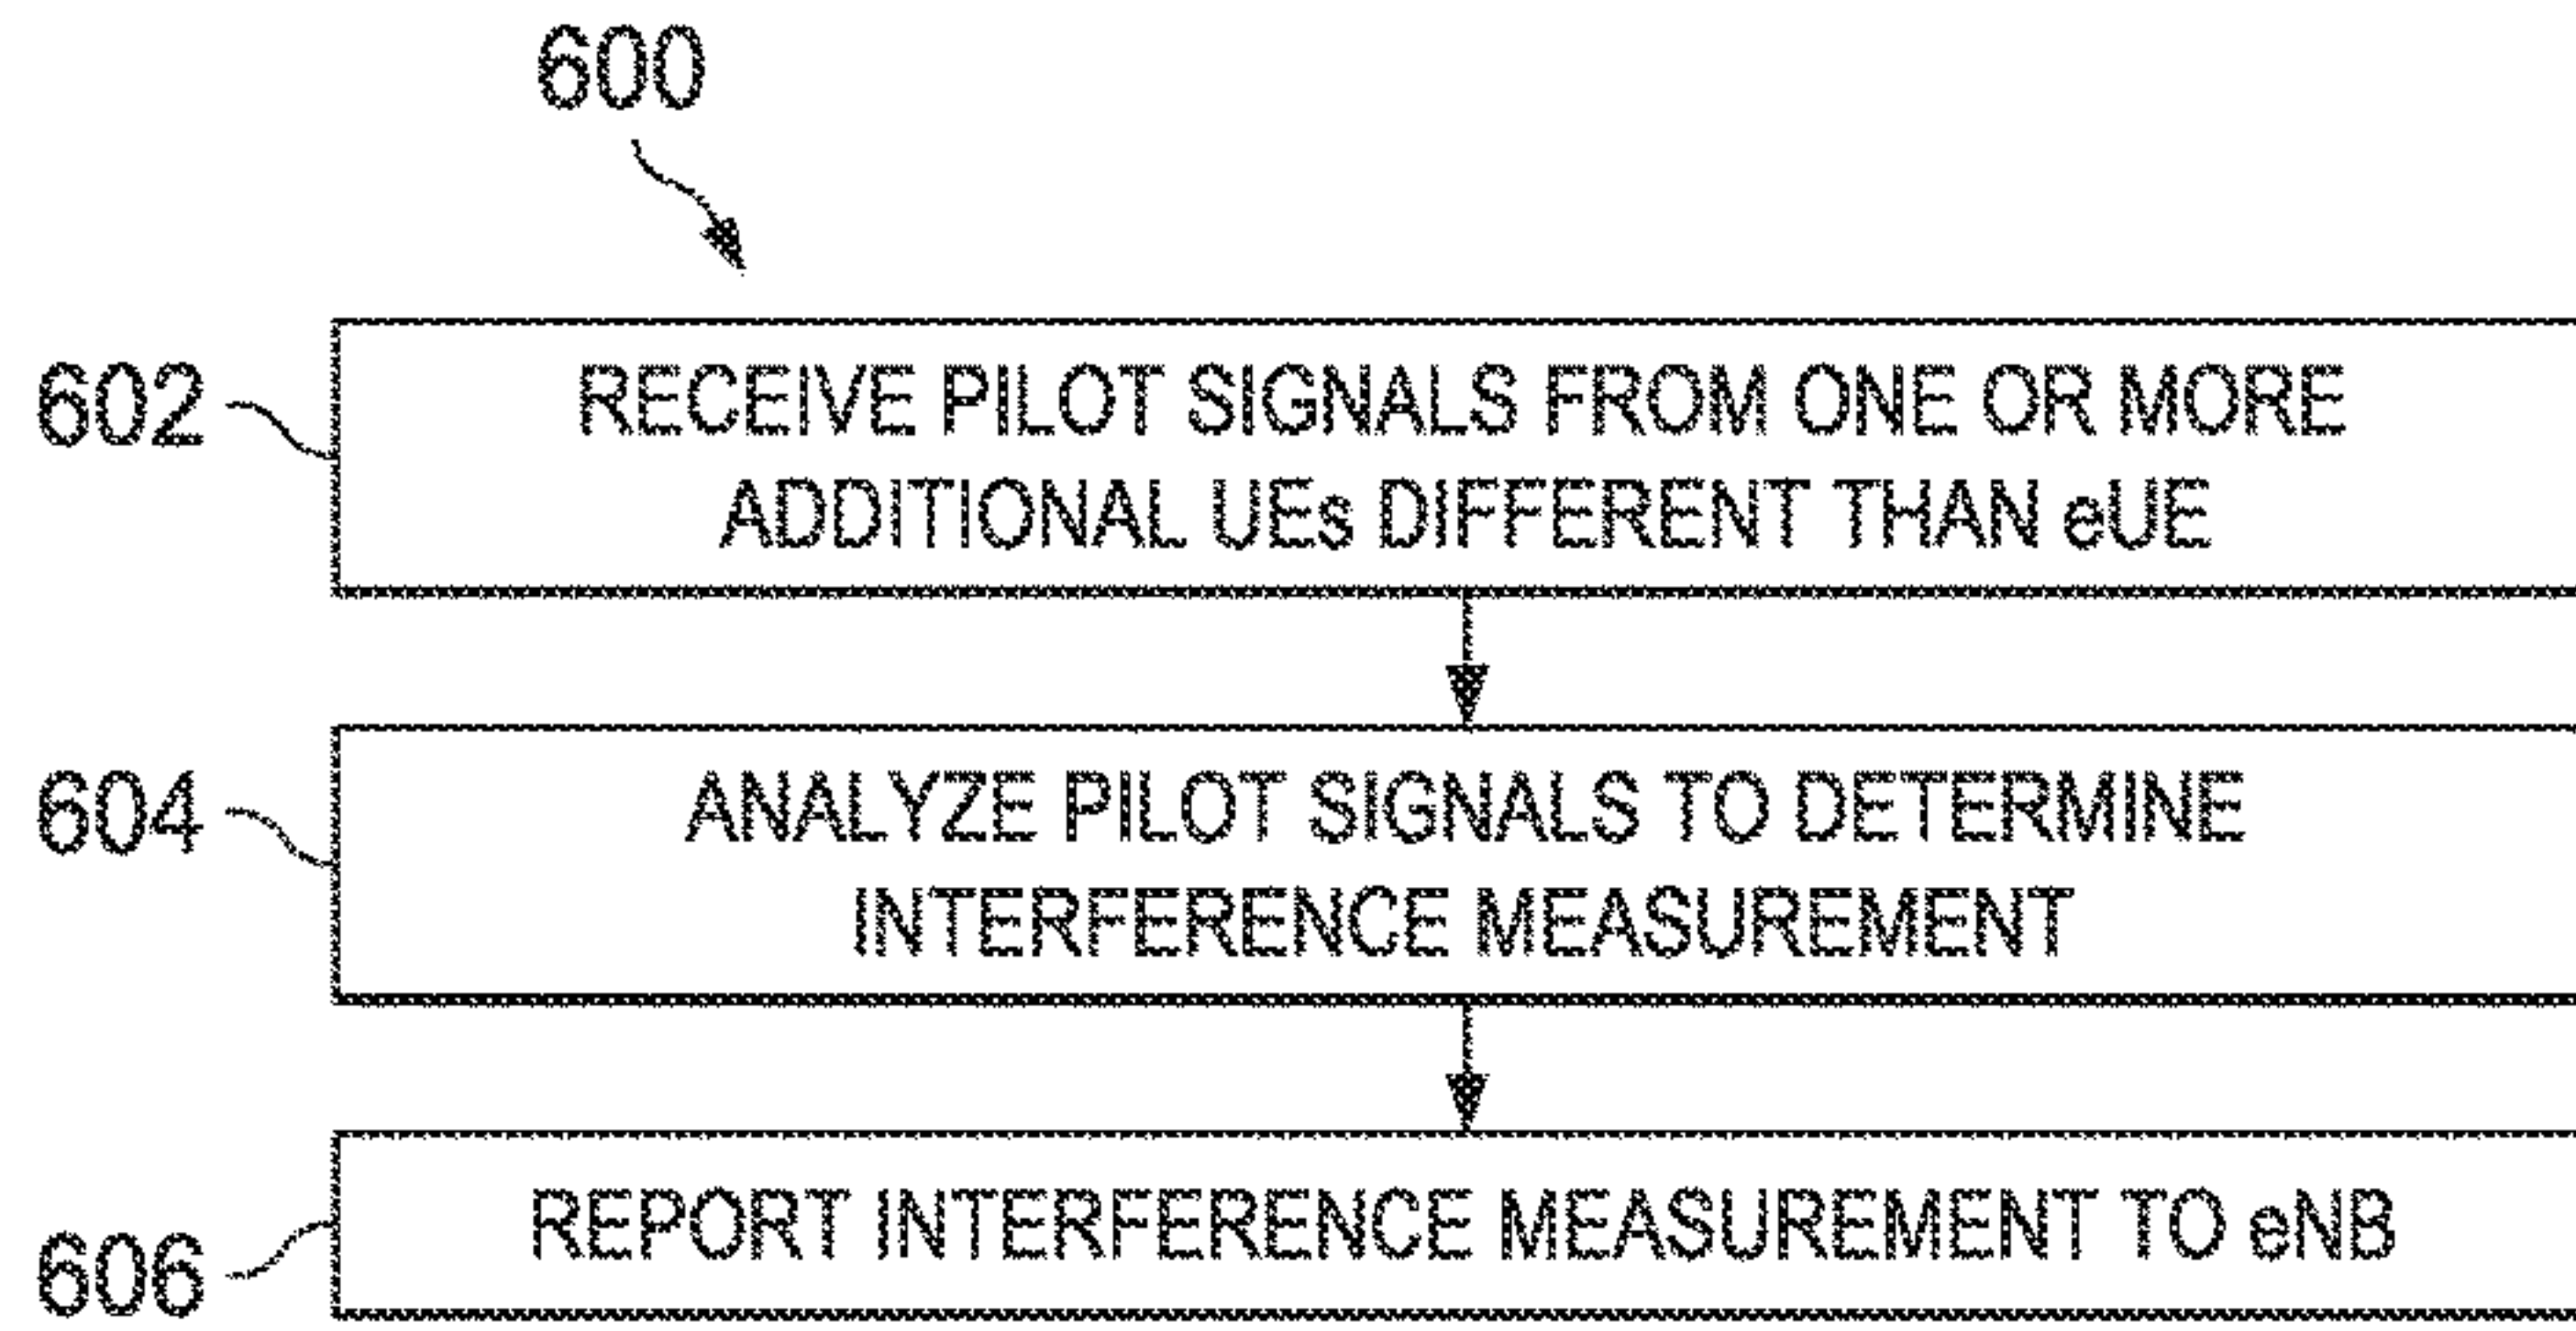 600
602
RECEIVE PILOT SIGNALS FROM ONE OR MORE
ADDITIONAL UEs DIFFERENT THAN eUE
604
ANALYZE PILOT SIGNALS TO DETERMINE
INTERFERENCE MEASUREMENT
606
REPORT INTERFERENCE MEASUREMENT TO eNB